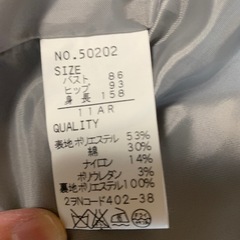 NO.50202
SIZE
バスト 86
ヒップ 93
身長 158
11AR
QUALITY
表地ポリエステル 53%
綿 30%
ナイロン 14%
ポリウレタン 3%
裏地ポリエステル100%
ｺﾗNコード402-38